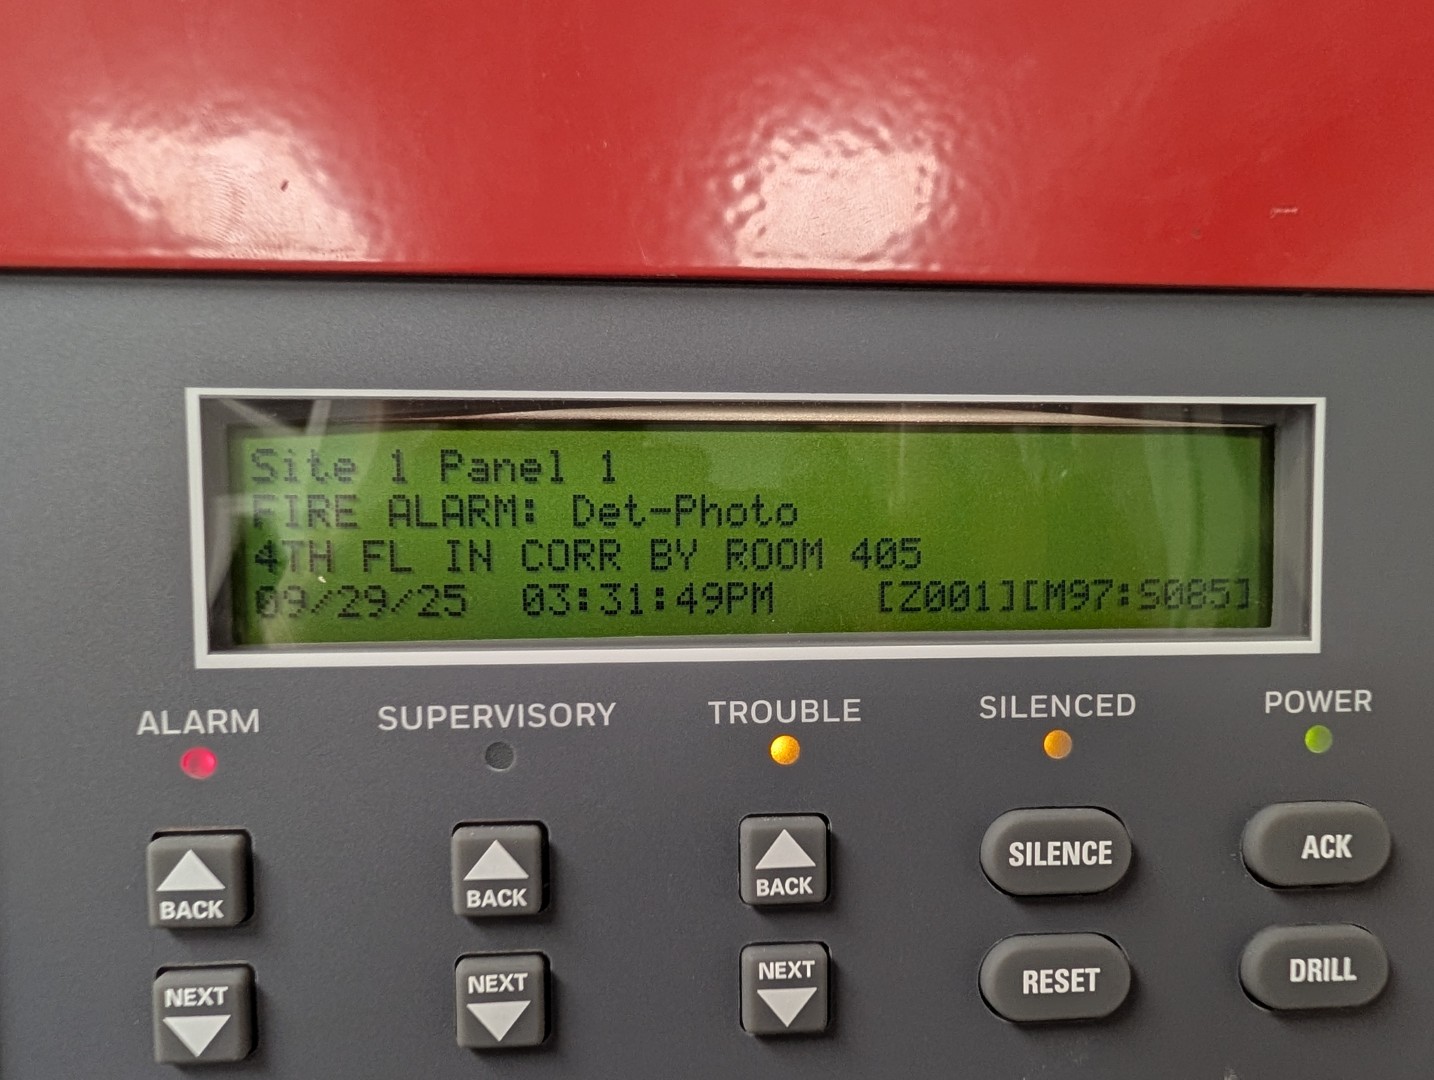 Site 1 Panel 1
FIRE ALARM: Det-Photo
4TH FL IN CORR BY ROOM 405
09/29/25 03:31:49PM [Z001][M97:S085]
ALARM SUPERVISORY TROUBLE SILENCED POWER
BACK BACK BACK SILENCE ACK
NEXT NEXT NEXT RESET DRILL